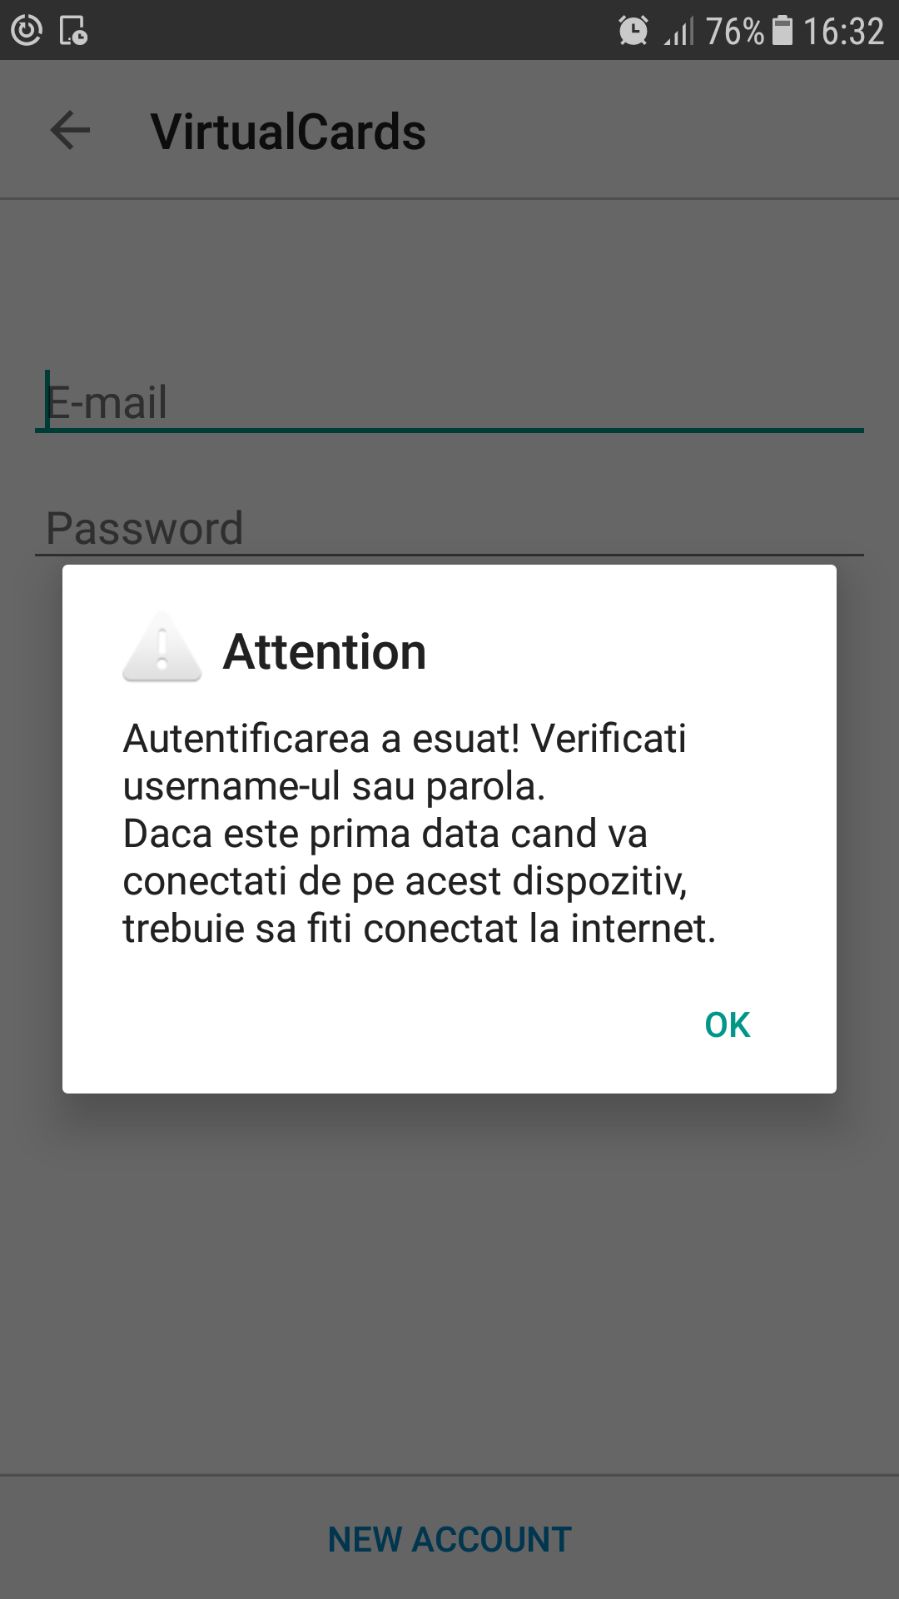 76% 16:32
VirtualCards
E-mail
Password
Attention
Autentificarea a esuat! Verificati
username-ul sau parola.
Daca este prima data cand va
conectati de pe acest dispozitiv,
trebuie sa fiti conectat la internet.
OK
NEW ACCOUNT